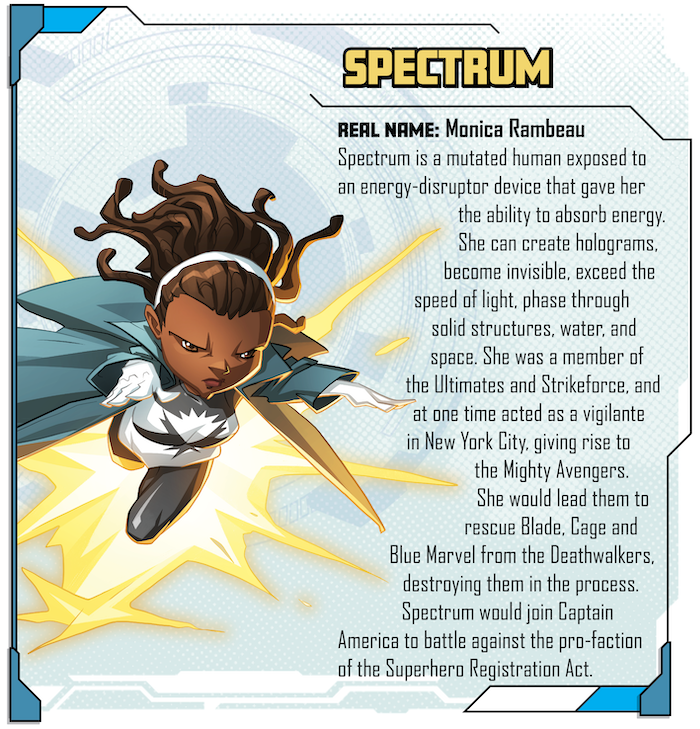 SPECTRUM
REAL NAME: Monica Rambeau
Spectrum is a mutated human exposed to
an energy-disruptor device that gave her
the ability to absorb energy.
She can create holograms,
become invisible, exceed the
speed of light, phase through
solid structures, water, and
space. She was a member of
the Ultimates and Strikeforce, and
at one time acted as a vigilante
in New York City, giving rise to
the Mighty Avengers.
She would lead them to
rescue Blade, Cage and
Blue Marvel from the Deathwalkers,
destroying them in the process.
Spectrum would join Captain
America to battle against the pro-faction
of the Superhero Registration Act.